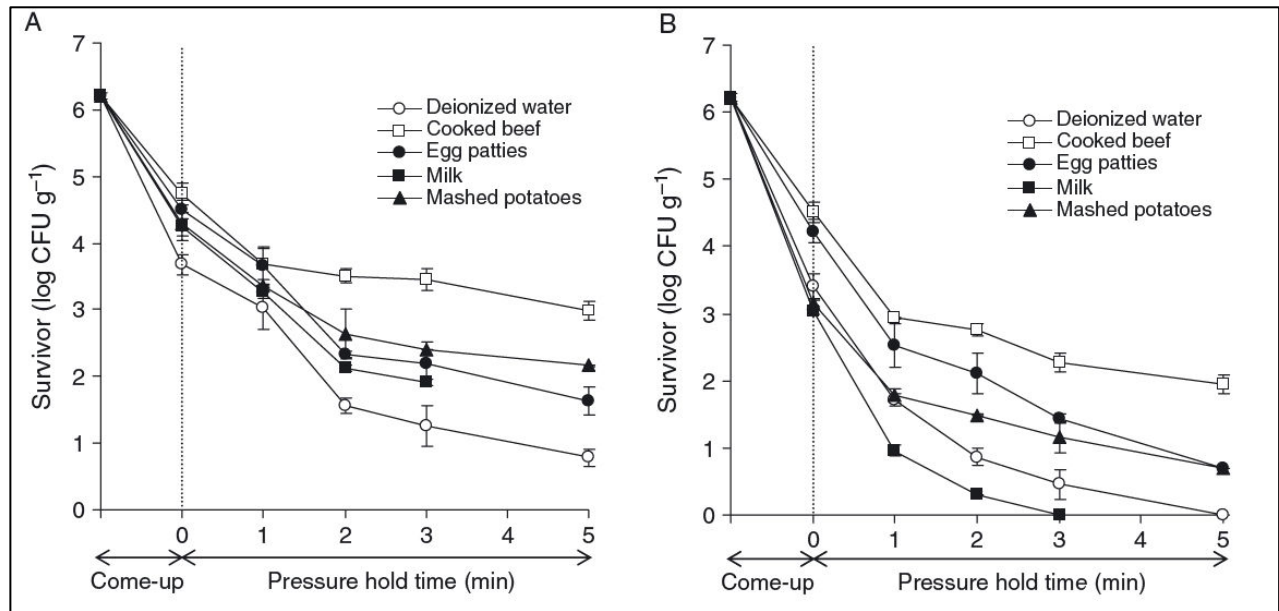 A
7
6
5
4
3
2
1
0
Survivor (log CFU g⁻¹)
Deionized water
Cooked beef
Egg patties
Milk
Mashed potatoes
0 1 2 3 4 5
Come-up Pressure hold time (min)
B
7
6
5
4
3
2
1
0
Survivor (log CFU g⁻¹)
Deionized water
Cooked beef
Egg patties
Milk
Mashed potatoes
0 1 2 3 4 5
Come-up Pressure hold time (min)